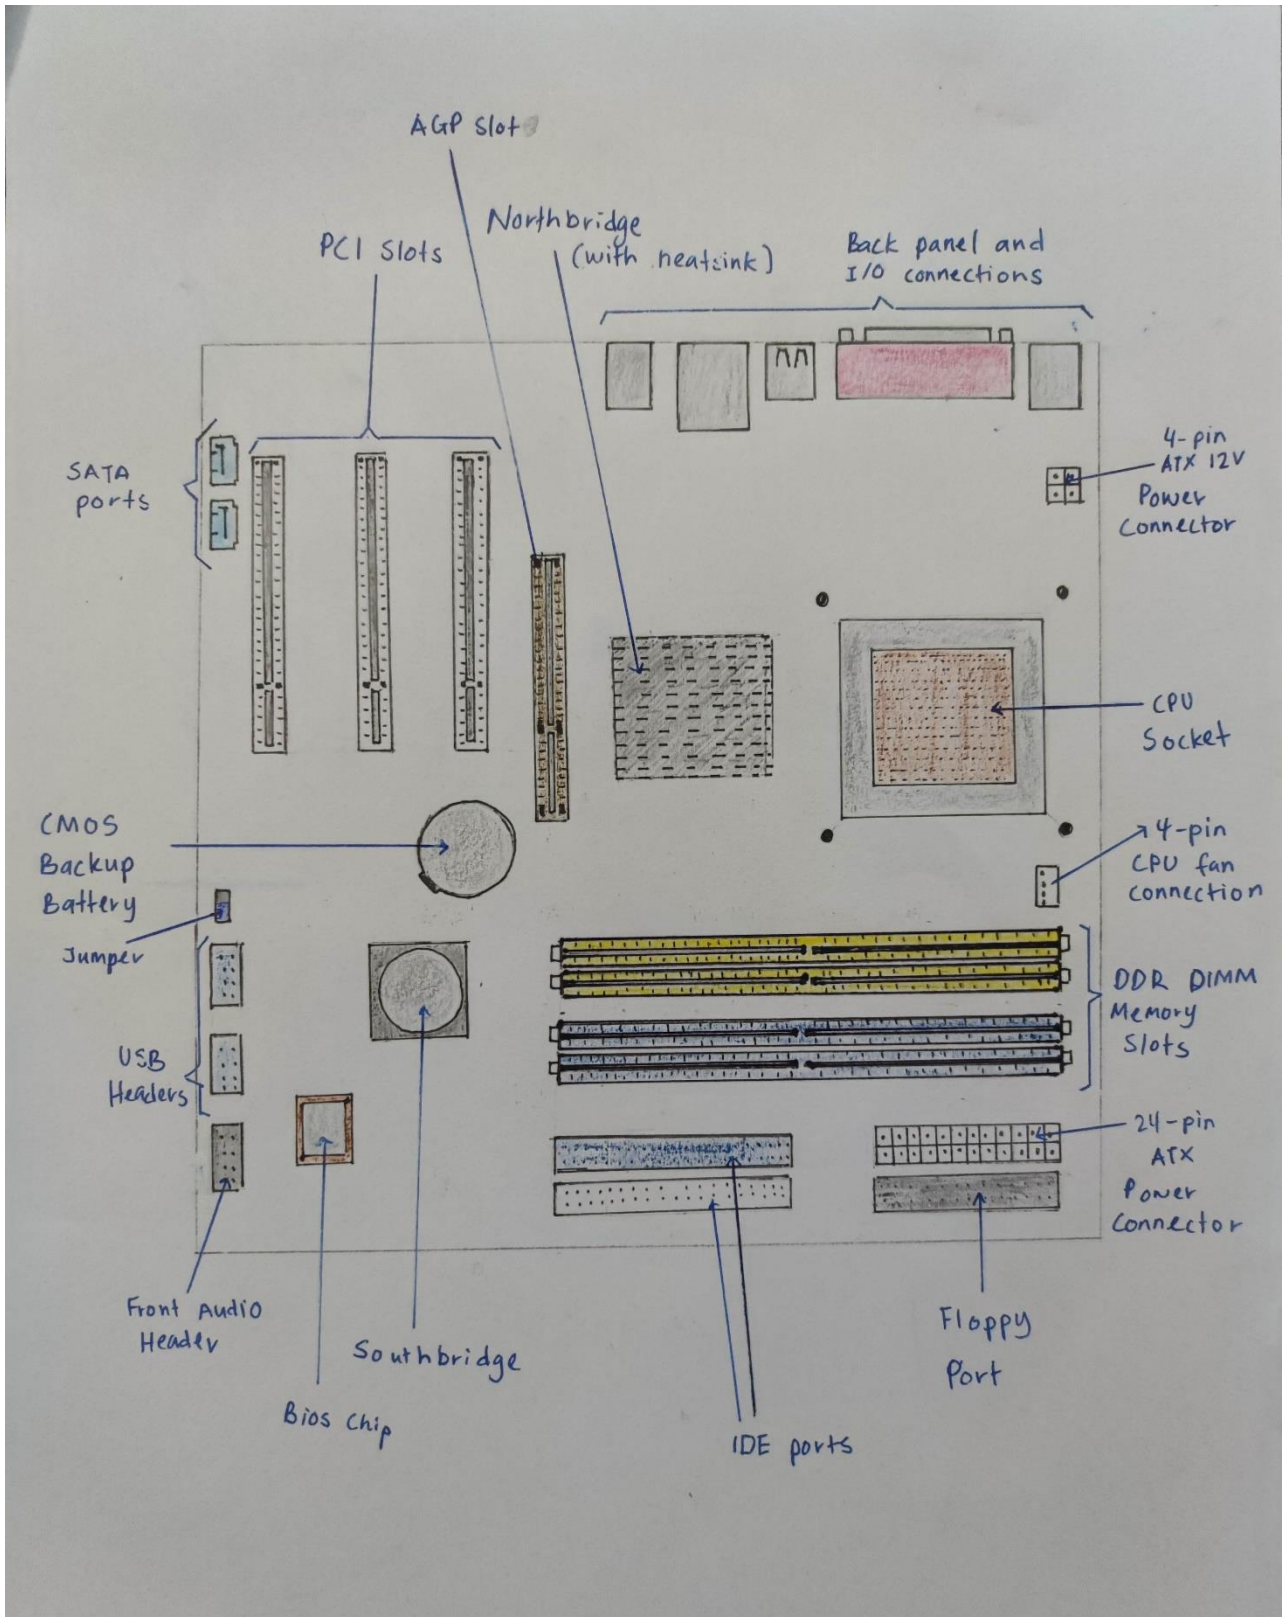 AGP Slot
Northbridge
(with heatsink)
PCI Slots
Back panel and
I/O connections
SATA
ports
4-pin
ATX 12V
Power
Connector
CPU
Socket
CMOS
Backup
Battery
4-pin
CPU fan
connection
Jumper
DDR DIMM
Memory
Slots
USB
Headers
24-pin
ATX
Power
Connector
Front Audio
Header
Southbridge
Floppy
Port
Bios Chip
IDE ports